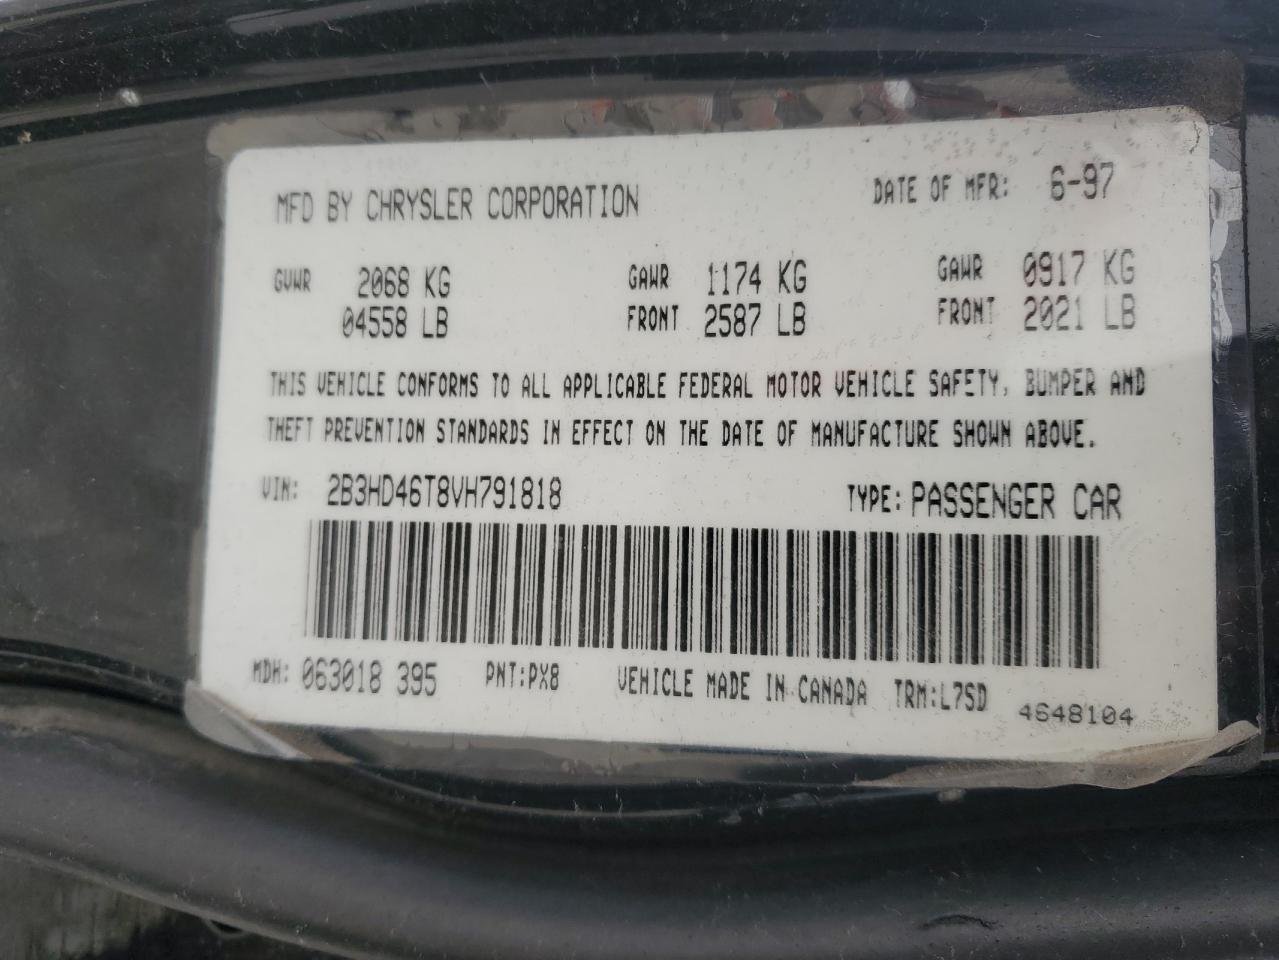 MFD BY CHRYSLER CORPORATION DATE OF MFR: 6-97
GVWR 2068 KG GAWR 1174 KG GAWR 0917 KG
04558 LB FRONT 2587 LB FRONT 2021 LB
THIS VEHICLE CONFORMS TO ALL APPLICABLE FEDERAL MOTOR VEHICLE SAFETY, BUMPER AND
THEFT PREVENTION STANDARDS IN EFFECT ON THE DATE OF MANUFACTURE SHOWN ABOVE.
VIN: 2B3HD46T8VH791818 TYPE: PASSENGER CAR
MDH: 063018 395 PNT:PX8 VEHICLE MADE IN CANADA TRM:L7SD 4648104